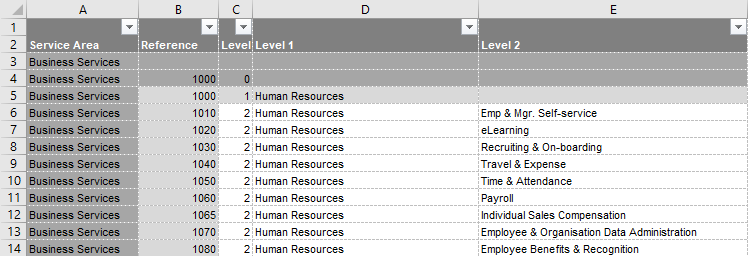 A B C D E
1
2 Service Area Reference Level Level 1 Level 2
3 Business Services
4 Business Services 1000 0
5 Business Services 1000 1 Human Resources
6 Business Services 1010 2 Human Resources Emp & Mgr. Self-service
7 Business Services 1020 2 Human Resources eLearning
8 Business Services 1030 2 Human Resources Recruiting & On-boarding
9 Business Services 1040 2 Human Resources Travel & Expense
10 Business Services 1050 2 Human Resources Time & Attendance
11 Business Services 1060 2 Human Resources Payroll
12 Business Services 1065 2 Human Resources Individual Sales Compensation
13 Business Services 1070 2 Human Resources Employee & Organisation Data Administration
14 Business Services 1080 2 Human Resources Employee Benefits & Recognition